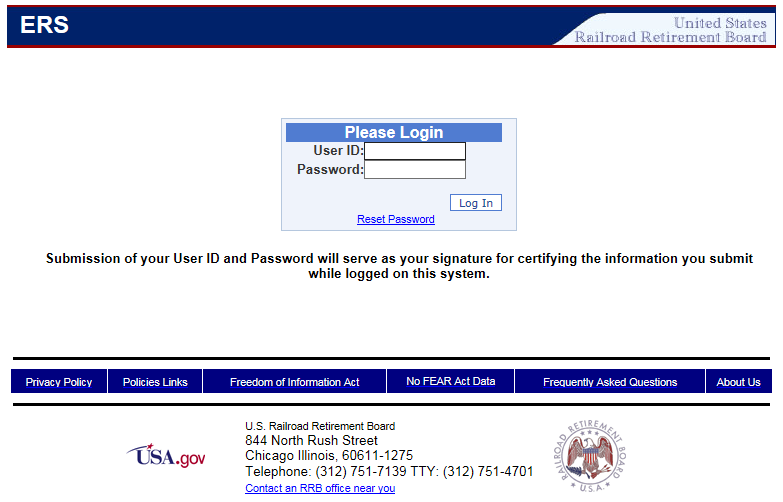 ERS
United States
Railroad Retirement Board
Please Login
User ID:
Password:
Log In
Reset Password
Submission of your User ID and Password will serve as your signature for certifying the information you submit
while logged on this system.
Privacy Policy Policies Links Freedom of Information Act No FEAR Act Data Frequently Asked Questions About Us
U.S. Railroad Retirement Board
844 North Rush Street
Chicago Illinois, 60611-1275
Telephone: (312) 751-7139 TTY: (312) 751-4701
Contact an RRB office near you
USA.gov
RAILROAD RETIREMENT BOARD
U.S.A.